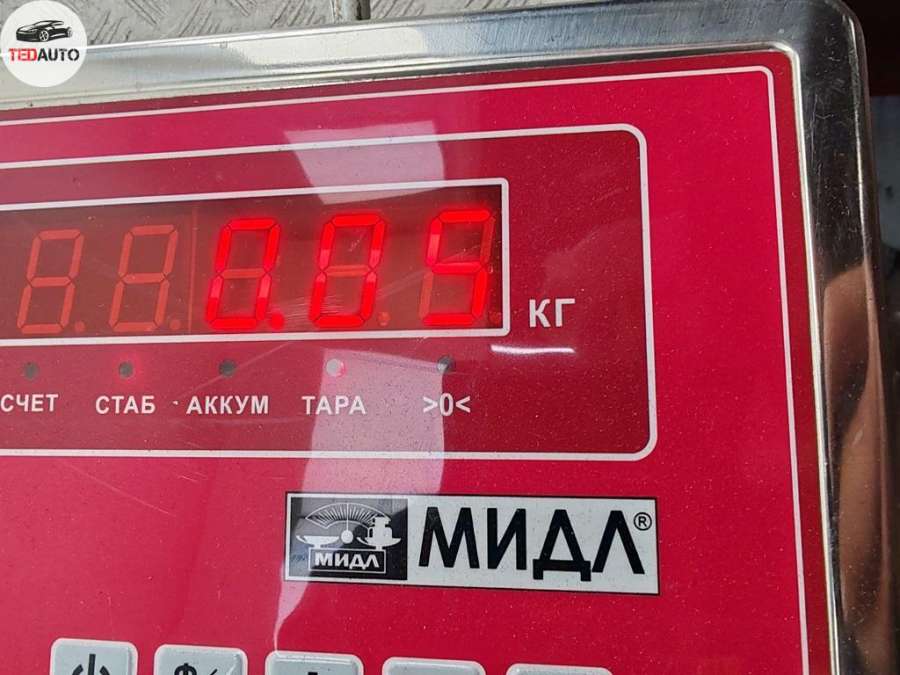 TEDAUTO
0.05
КГ
СЧЕТ СТАБ АККУМ ТАРА >0<
МИДЛ МИДЛ®